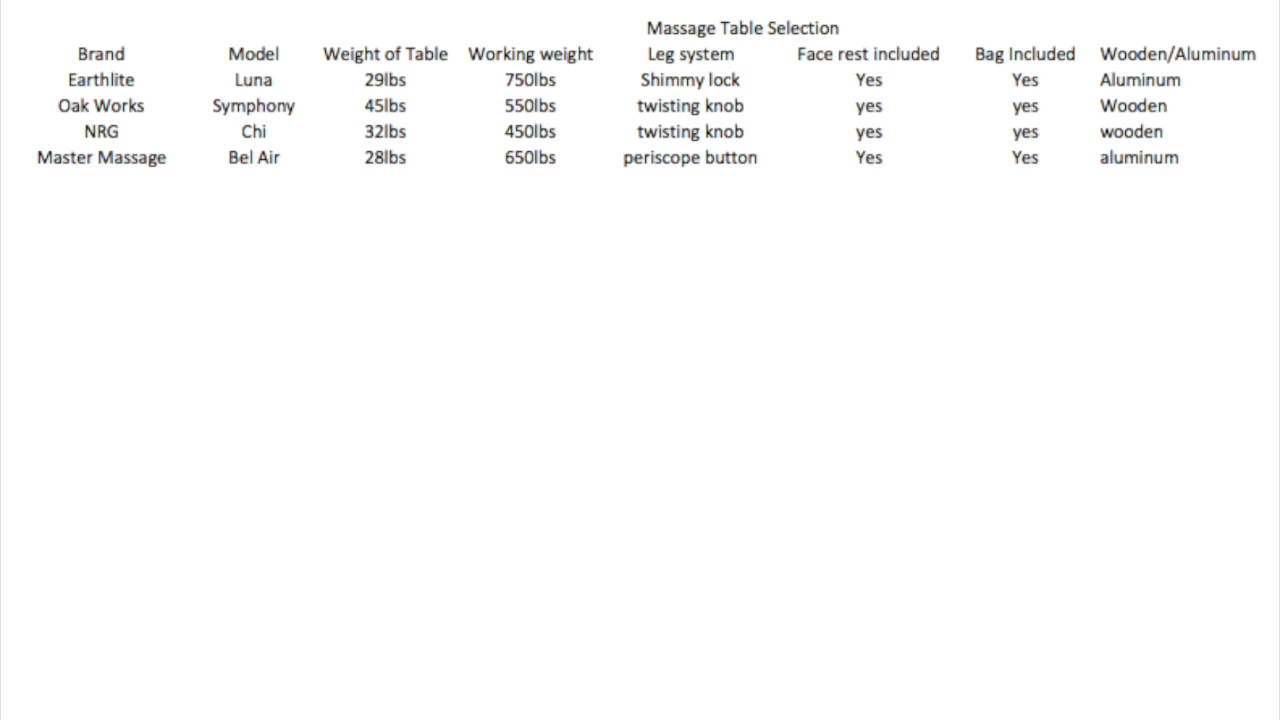 Massage Table Selection
Brand Model Weight of Table Working weight Leg system Face rest included Bag Included Wooden/Aluminum
Earthlite Luna 29lbs 750lbs Shimmy lock Yes Yes Aluminum
Oak Works Symphony 45lbs 550lbs twisting knob yes yes Wooden
NRG Chi 32lbs 450lbs twisting knob yes yes wooden
Master Massage Bel Air 28lbs 650lbs periscope button Yes Yes aluminum